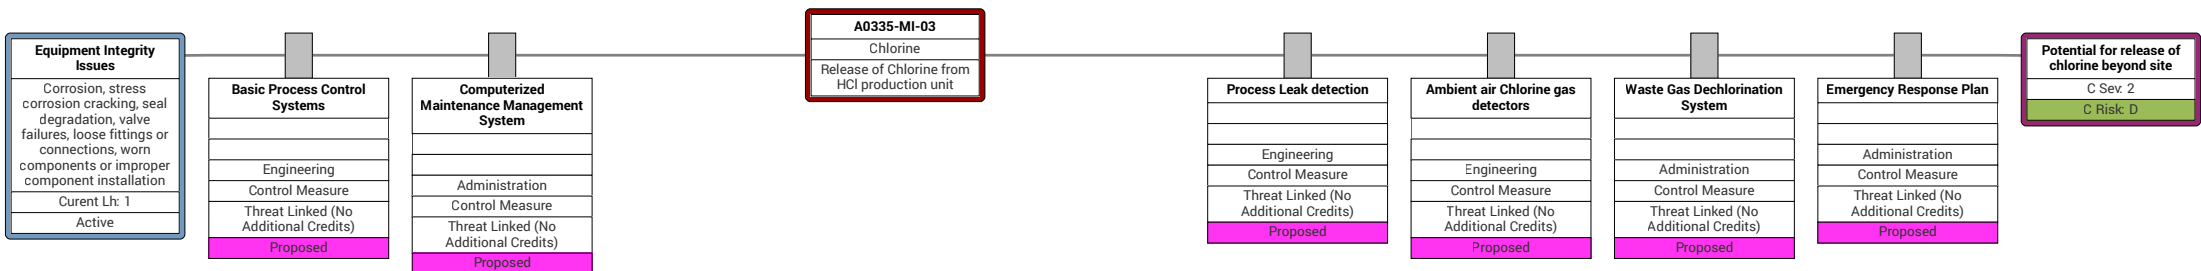 Equipment Integrity
Issues
Corrosion, stress
corrosion cracking, seal
degradation, valve
failures, loose fittings or
connections, worn
components or improper
component installation
Curent Lh: 1
Active
Basic Process Control
Systems
Engineering
Control Measure
Threat Linked (No
Additional Credits)
Proposed
Computerized
Maintenance Management
System
Administration
Control Measure
Threat Linked (No
Additional Credits)
Proposed
A0335-MI-03
Chlorine
Release of Chlorine from
HCl production unit
Process Leak detection
Engineering
Control Measure
Threat Linked (No
Additional Credits)
Proposed
Ambient air Chlorine gas
detectors
Engineering
Control Measure
Threat Linked (No
Additional Credits)
Proposed
Waste Gas Dechlorination
System
Administration
Control Measure
Threat Linked (No
Additional Credits)
Proposed
Emergency Response Plan
Administration
Control Measure
Threat Linked (No
Additional Credits)
Proposed
Potential for release of
chlorine beyond site
C Sev: 2
C Risk: D